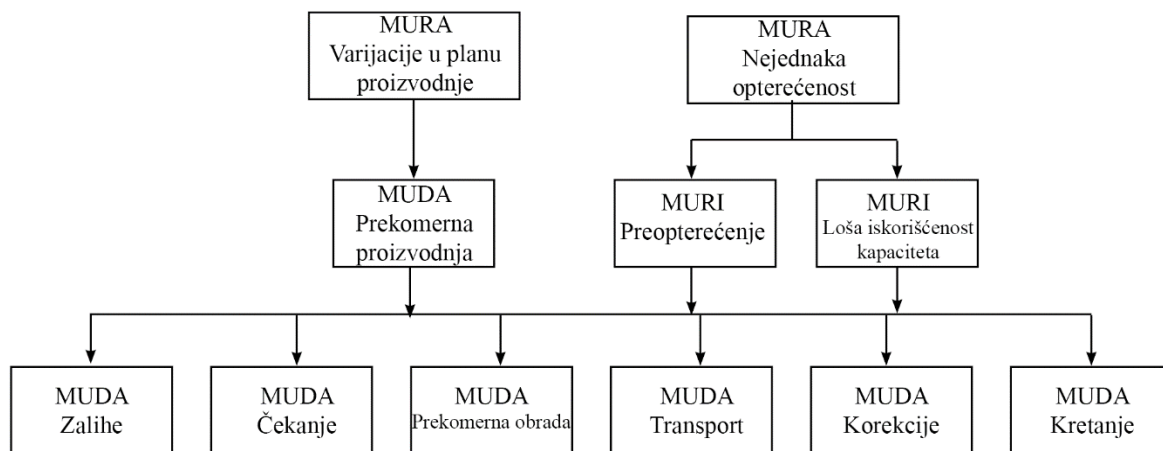 MURA
Varijacije u planu
proizvodnje
MURA
Nejednaka
opterećenost
MUDA
Prekomerna
proizvodnja
MURI
Preopterećenje
MURI
Loša iskorišćenost
kapaciteta
MUDA
Zalihe
MUDA
Čekanje
MUDA
Prekomerna obrada
MUDA
Transport
MUDA
Korekcije
MUDA
Kretanje